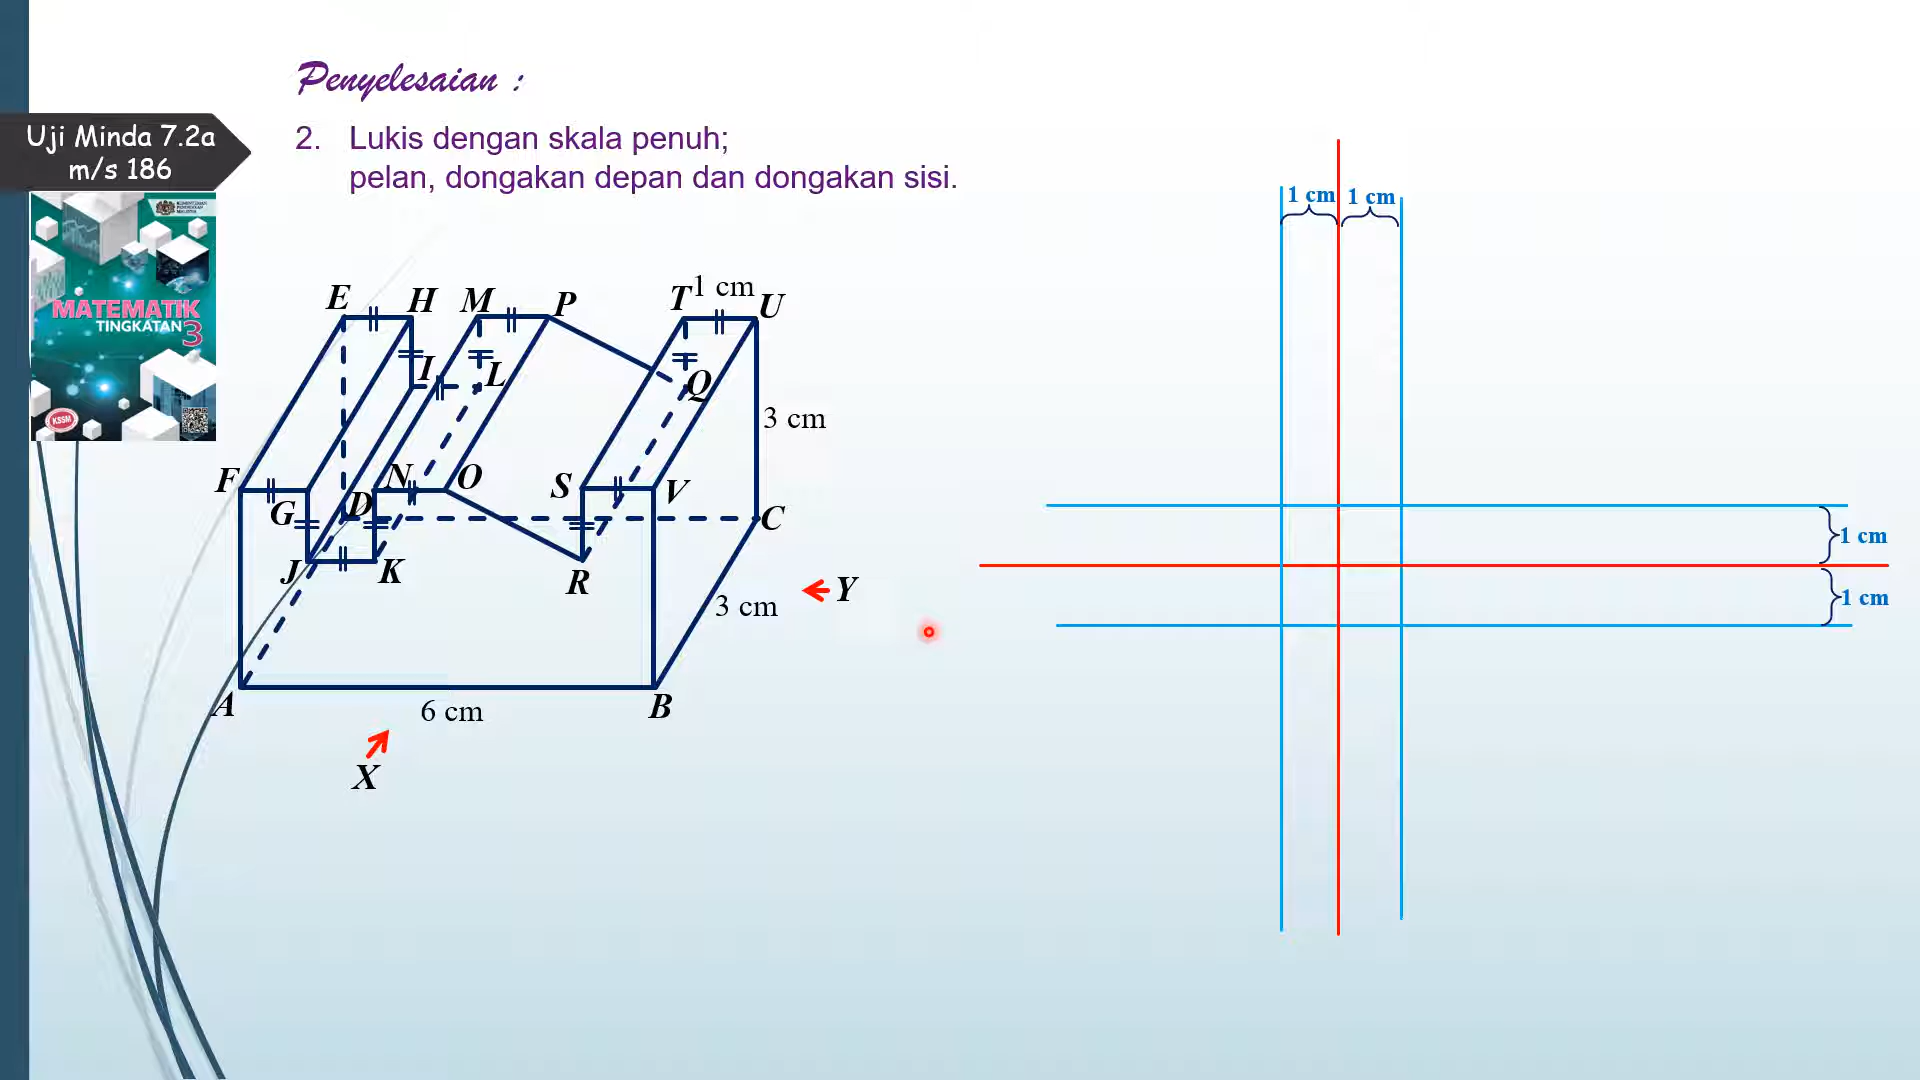 Penyelesaian :
Uji Minda 7.2a
m/s 186
2. Lukis dengan skala penuh;
pelan, dongakan depan dan dongakan sisi.
MATEMATIK
TINGKATAN 3
KSSM
1 cm 1 cm
E H M P T 1 cm U
I L Q
3 cm
F N O S V
G D C
J K R
3 cm Y
A B
6 cm
X
1 cm
1 cm